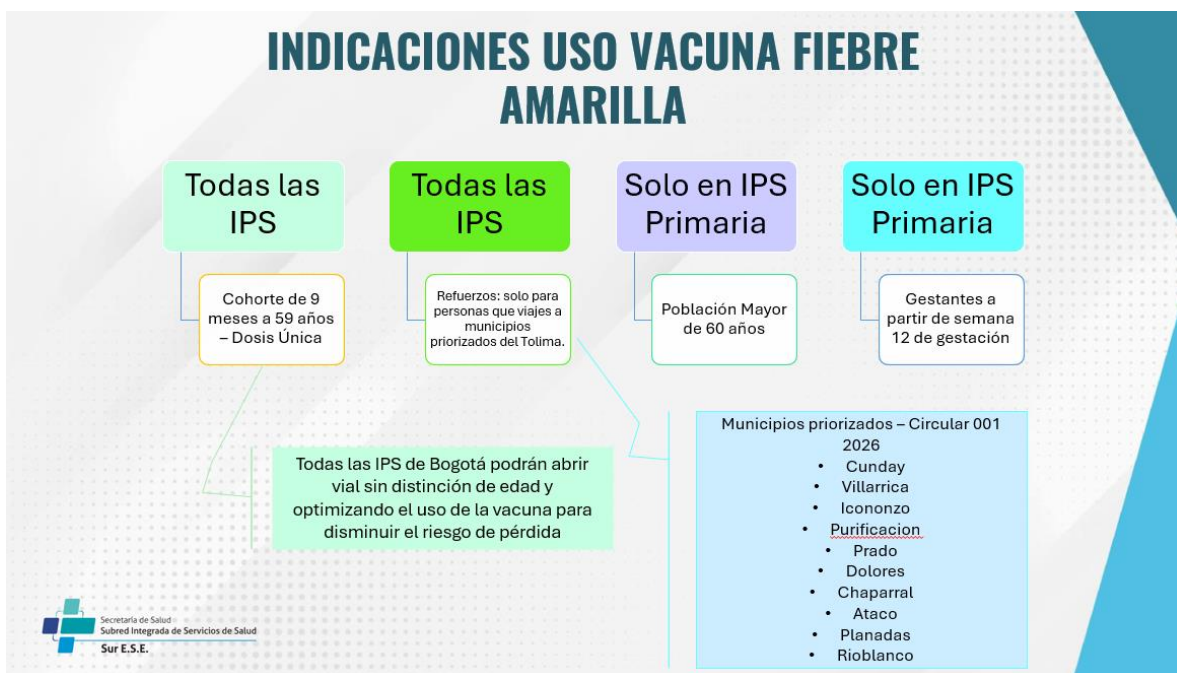 INDICACIONES USO VACUNA FIEBRE
AMARILLA
Todas las
IPS
Cohorte de 9
meses a 59 años
– Dosis Única
Todas las
IPS
Refuerzos: solo para
personas que viajes a
municipios
priorizados del Tolima.
Solo en IPS
Primaria
Población Mayor
de 60 años
Solo en IPS
Primaria
Gestantes a
partir de semana
12 de gestación
Todas las IPS de Bogotá podrán abrir
vial sin distinción de edad y
optimizando el uso de la vacuna para
disminuir el riesgo de pérdida
Municipios priorizados – Circular 001
2026
• Cunday
• Villarrica
• Icononzo
• Purificacion
• Prado
• Dolores
• Chaparral
• Ataco
• Planadas
• Rioblanco
Secretaría de Salud
Subred Integrada de Servicios de Salud
Sur E.S.E.